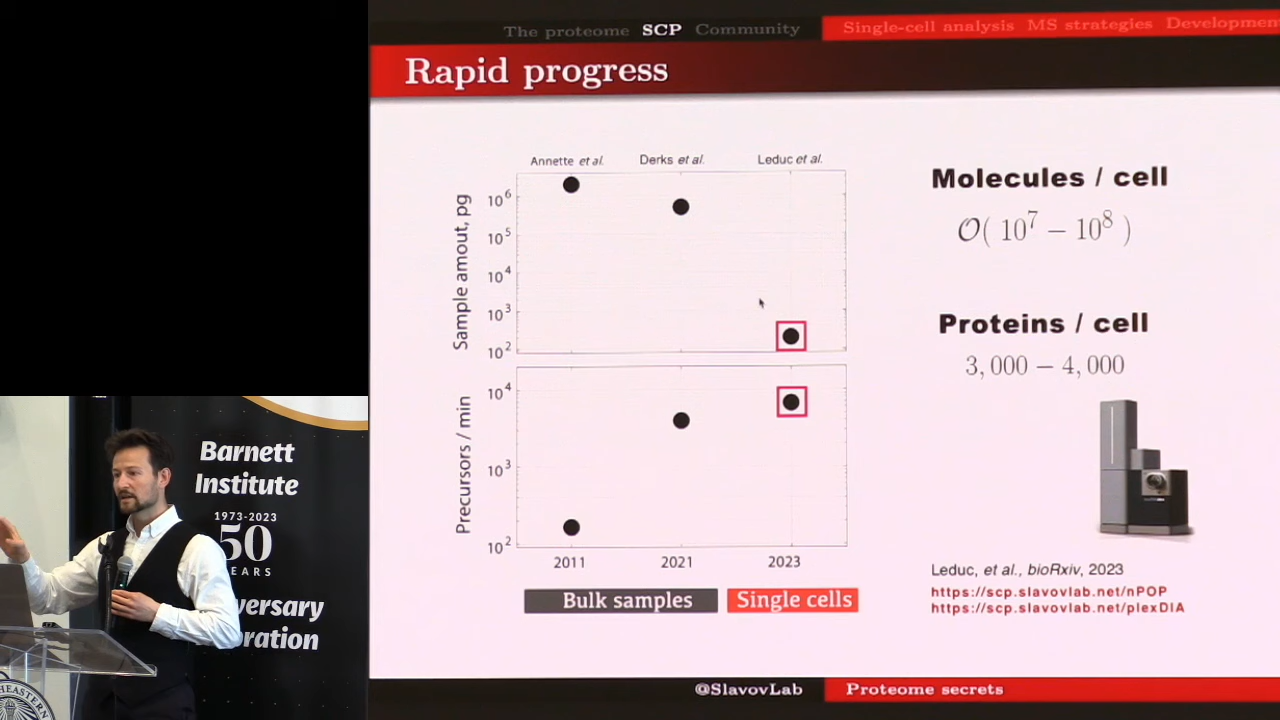 The proteome SCP Community
Single-cell analysis MS strategies
Rapid progress
Annette et al. Derks et al. Leduc et al.
Sample amout, pg
10^6
10^5
10^4
10^3
10^2
Precursors / min
10^4
10^3
10^2
2011 2021 2023
Bulk samples Single cells
Molecules / cell
O( 10^7 – 10^8 )
Proteins / cell
3, 000 – 4, 000
Leduc, et al., bioRxiv, 2023
https://scp.slavovlab.net/nPOP
https://scp.slavovlab.net/plexDIA
@SlavovLab Proteome secrets
Barnett
Institute
1973-2023
50